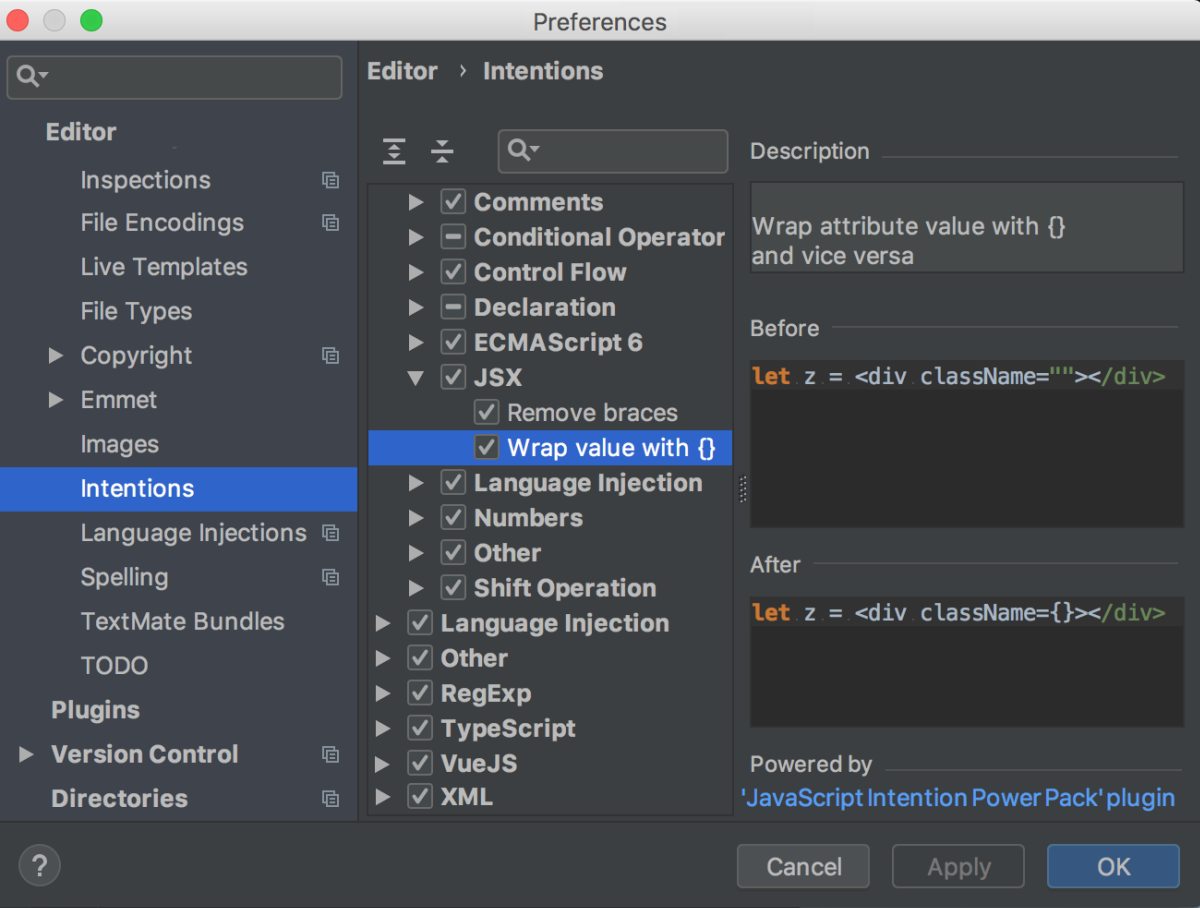 Preferences
Editor
Inspections
File Encodings
Live Templates
File Types
Copyright
Emmet
Images
Intentions
Language Injections
Spelling
TextMate Bundles
TODO
Plugins
Version Control
Directories
Editor › Intentions
Comments
Conditional Operator
Control Flow
Declaration
ECMAScript 6
JSX
Remove braces
Wrap value with {}
Language Injection
Numbers
Other
Shift Operation
Language Injection
Other
RegExp
TypeScript
VueJS
XML
Description
Wrap attribute value with {}
and vice versa
Before
let z = <div className=""></div>
After
let z = <div className={}></div>
Powered by
'JavaScript Intention Power Pack' plugin
?
Cancel
Apply
OK